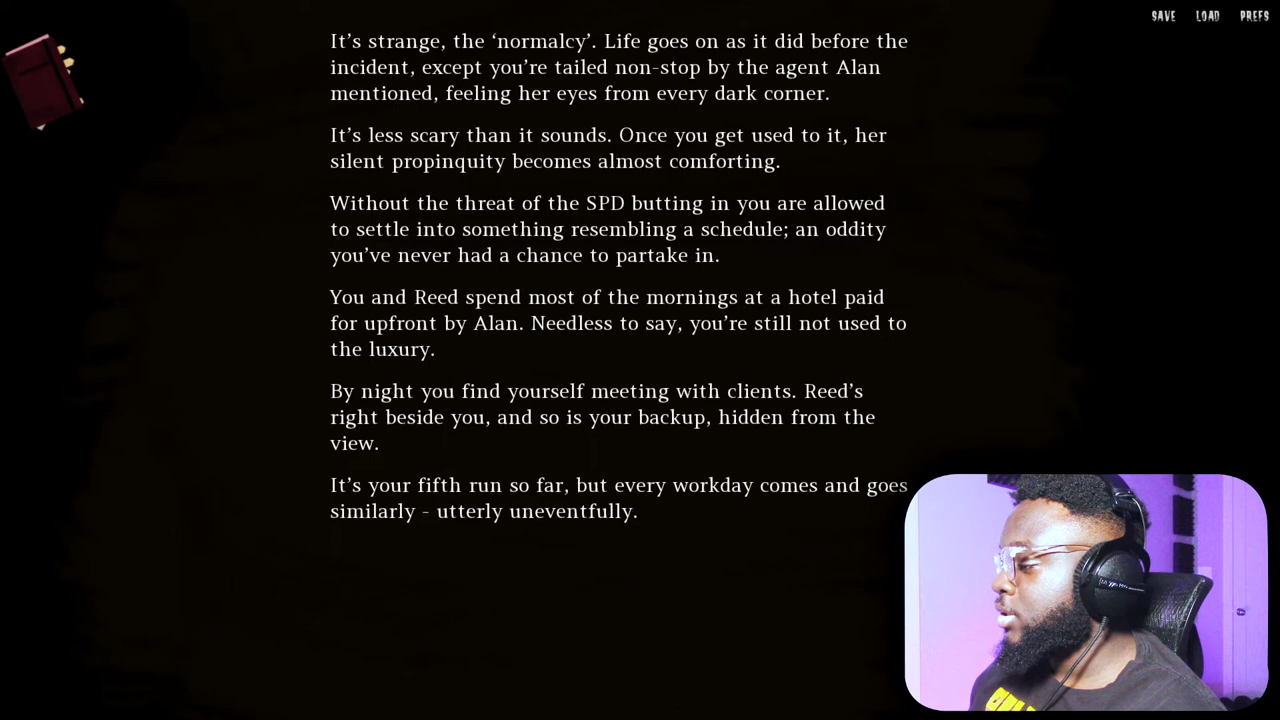 SAVE LOAD PREFS
It’s strange, the ‘normalcy’. Life goes on as it did before the
incident, except you’re tailed non-stop by the agent Alan
mentioned, feeling her eyes from every dark corner.
It’s less scary than it sounds. Once you get used to it, her
silent propinquity becomes almost comforting.
Without the threat of the SPD butting in you are allowed
to settle into something resembling a schedule; an oddity
you’ve never had a chance to partake in.
You and Reed spend most of the mornings at a hotel paid
for upfront by Alan. Needless to say, you’re still not used to
the luxury.
By night you find yourself meeting with clients. Reed’s
right beside you, and so is your backup, hidden from the
view.
It’s your fifth run so far, but every workday comes and goes
similarly - utterly uneventfully.